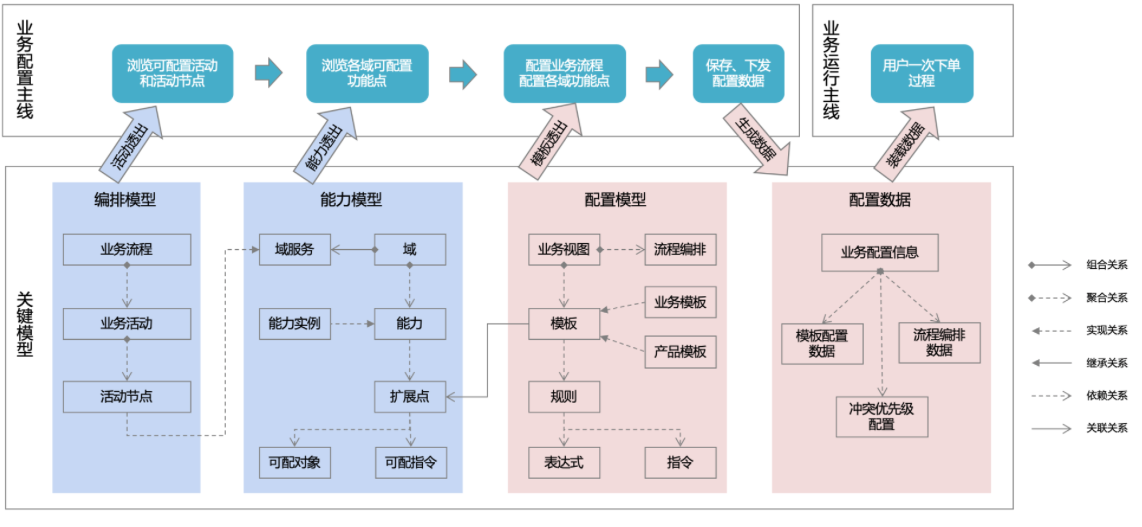 业务配置主线
浏览可配置活动
和活动节点
浏览各域可配置
功能点
配置业务流程
配置各域功能点
保存、下发
配置数据
业务运行主线
用户一次下单
过程
活动透出
能力透出
模板透出
生成数据
装载数据
关键模型
编排模型
业务流程
业务活动
活动节点
能力模型
域服务
域
能力实例
能力
扩展点
可配对象
可配指令
配置模型
业务视图
流程编排
模板
业务模板
产品模板
规则
表达式
指令
配置数据
业务配置信息
模板配置
数据
流程编排
数据
冲突优先级
配置
组合关系
聚合关系
实现关系
继承关系
依赖关系
关联关系